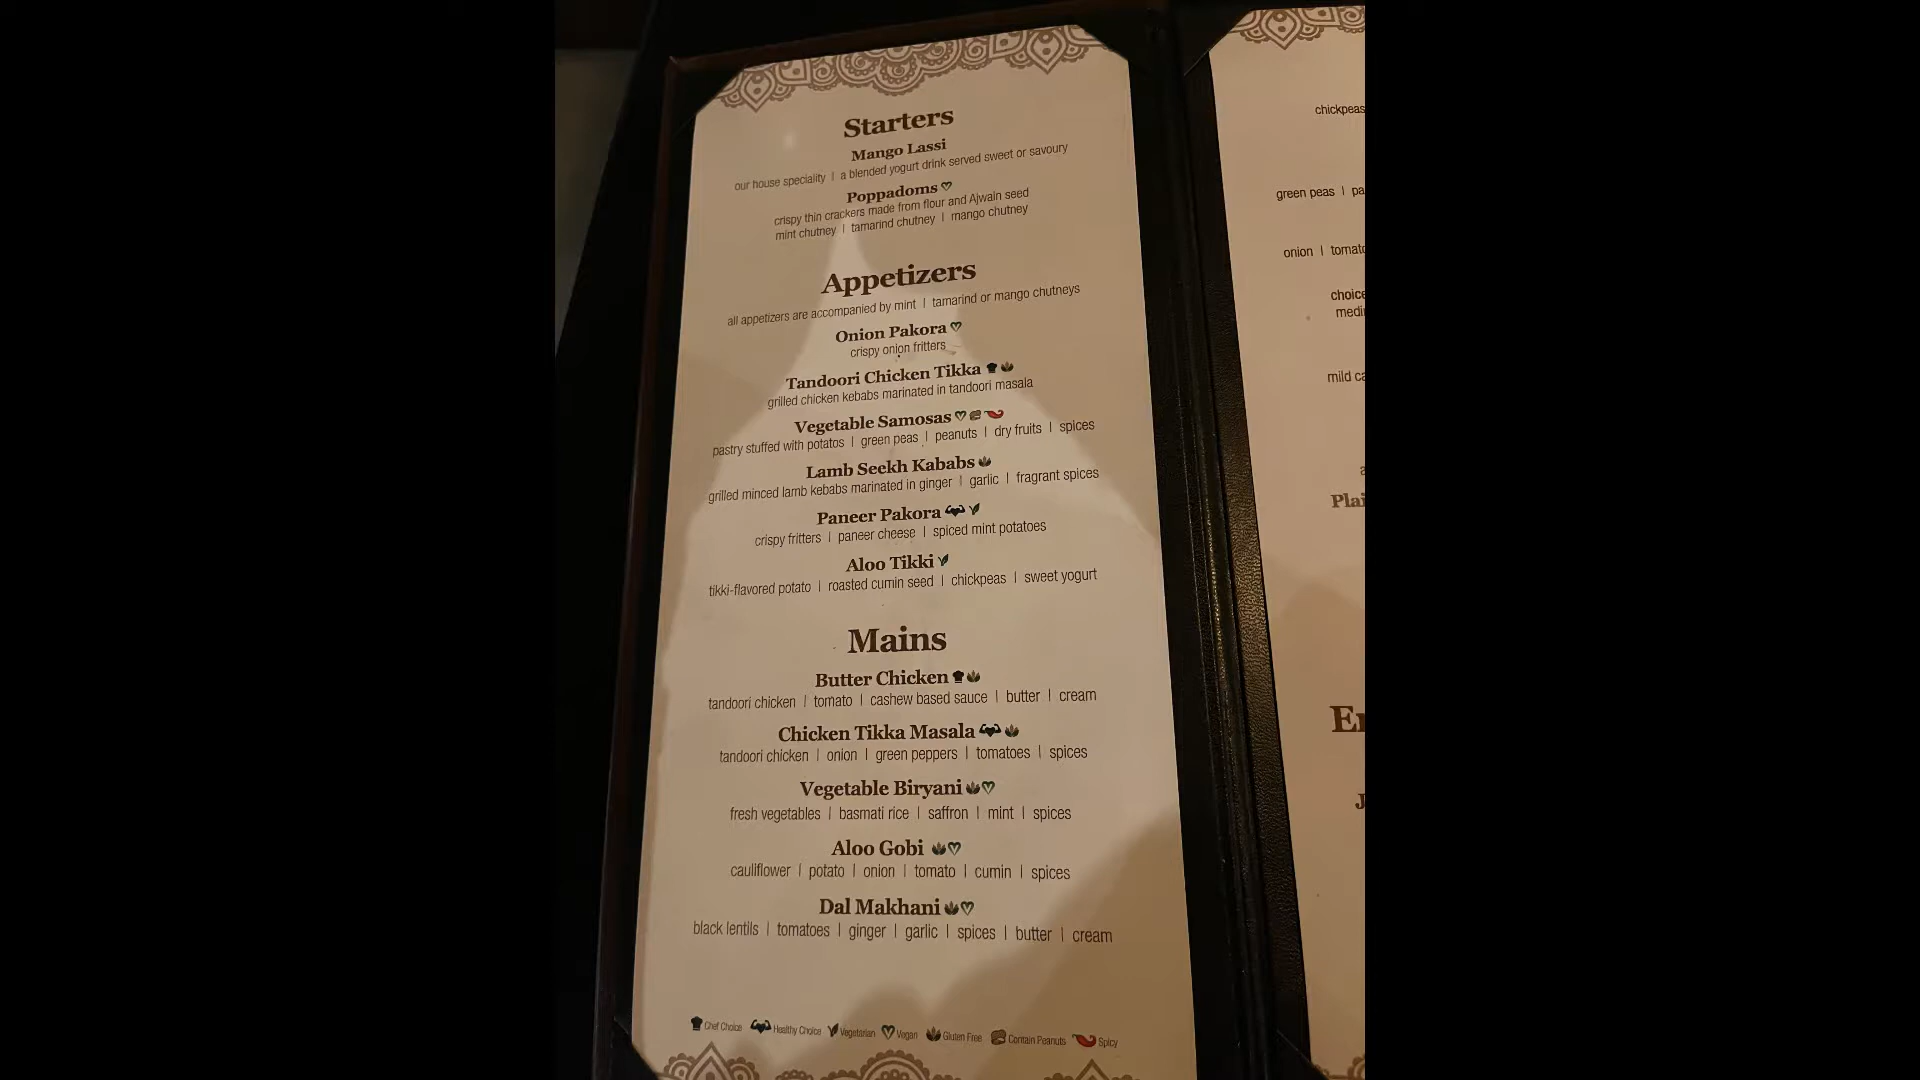 Starters
Mango Lassi
our house speciality | a blended yogurt drink served sweet or savoury
Poppadoms
crispy thin crackers made from flour and Ajwain seed
mint chutney | tamarind chutney | mango chutney
Appetizers
all appetizers are accompanied by mint | tamarind or mango chutneys
Onion Pakora
crispy onion fritters
Tandoori Chicken Tikka
grilled chicken kebabs marinated in tandoori masala
Vegetable Samosas
pastry stuffed with potatos | green peas | peanuts | dry fruits | spices
Lamb Seekh Kababs
grilled minced lamb kebabs marinated in ginger | garlic | fragrant spices
Paneer Pakora
crispy fritters | paneer cheese | spiced mint potatoes
Aloo Tikki
tikki-flavored potato | roasted cumin seed | chickpeas | sweet yogurt
Mains
Butter Chicken
tandoori chicken | tomato | cashew based sauce | butter | cream
Chicken Tikka Masala
tandoori chicken | onion | green peppers | tomatoes | spices
Vegetable Biryani
fresh vegetables | basmati rice | saffron | mint | spices
Aloo Gobi
cauliflower | potato | onion | tomato | cumin | spices
Dal Makhani
black lentils | tomatoes | ginger | garlic | spices | butter | cream
Chef Choice Healthy Choice Vegetarian Vegan Gluten Free Contain Peanuts Spicy
chickpeas
green peas | pa
onion | tomato
choice
medi
mild ca
Plai